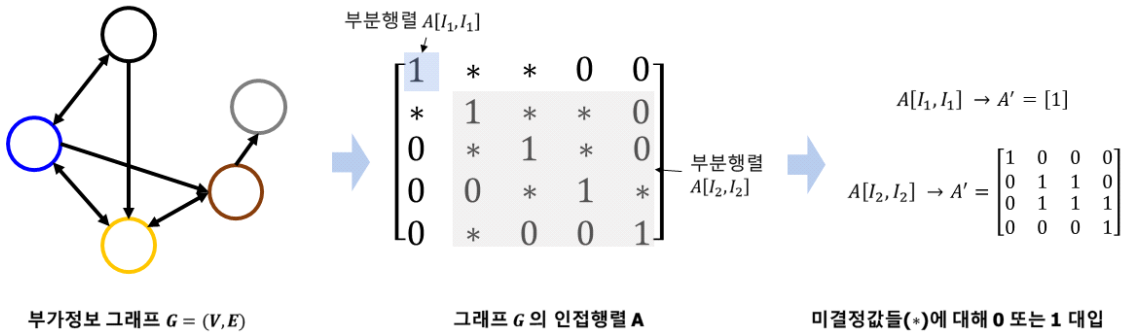 부분행렬 A[I₁,I₁]
1 * * 0 0
* 1 * * 0
0 * 1 * 0
0 0 * 1 *
0 * 0 0 1
부분행렬
A[I₂,I₂]
A[I₁,I₁] → A′ = [1]
A[I₂,I₂] → A′ =
1 0 0 0
0 1 1 0
0 1 1 1
0 0 0 1
부가정보 그래프 G = (V,E)
그래프 G 의 인접행렬 A
미결정값들(*)에 대해 0 또는 1 대입